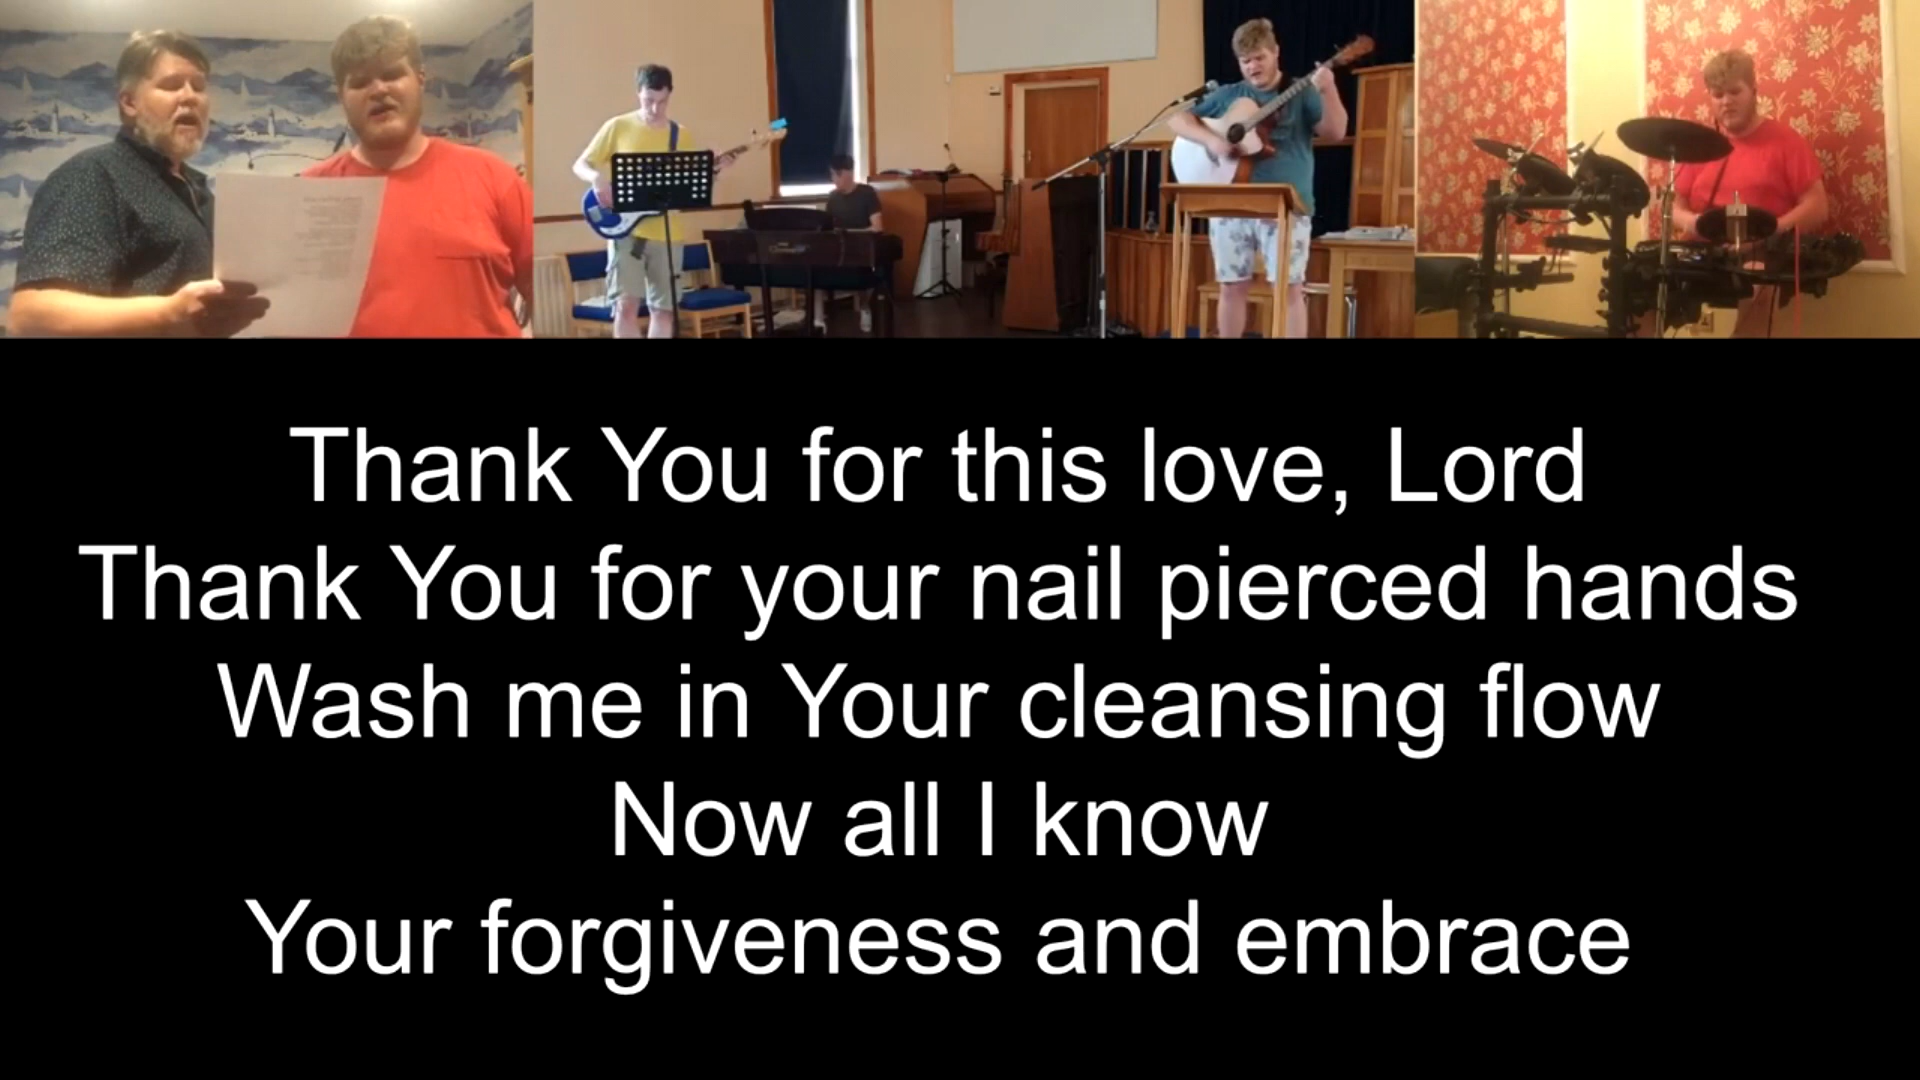 Thank You for this love, Lord
Thank You for your nail pierced hands
Wash me in Your cleansing flow
Now all I know
Your forgiveness and embrace